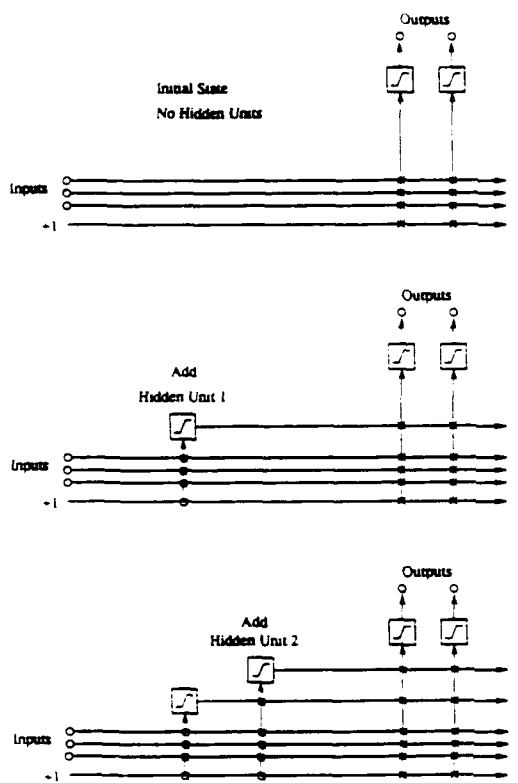 Outputs
Initial State
No Hidden Units
Inputs
+1
Outputs
Add
Hidden Unit 1
Inputs
+1
Outputs
Add
Hidden Unit 2
Inputs
+1